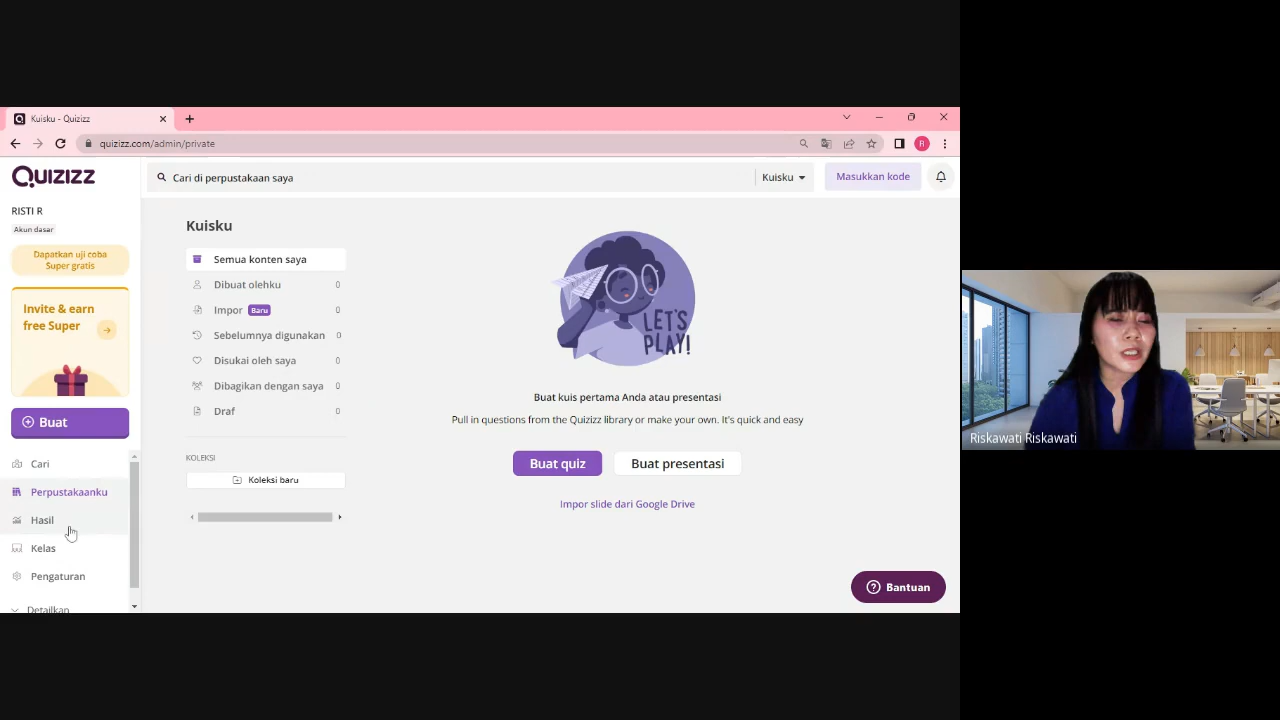 Kuisku - Quizizz
quizizz.com/admin/private
QUIZIZZ
Cari di perpustakaan saya
Kuisku
Masukkan kode
RISTI R
Akun dasar
Dapatkan uji coba
Super gratis
Invite & earn
free Super
Buat
Cari
Perpustakaanku
Hasil
Kelas
Pengaturan
Detailkan
Kuisku
Semua konten saya
Dibuat olehku 0
Impor Baru 0
Sebelumnya digunakan 0
Disukai oleh saya 0
Dibagikan dengan saya 0
Draf 0
KOLEKSI
Koleksi baru
LET'S
PLAY!
Buat kuis pertama Anda atau presentasi
Pull in questions from the Quizizz library or make your own. It's quick and easy
Buat quiz
Buat presentasi
Impor slide dari Google Drive
Bantuan
R
Riskawati Riskawati